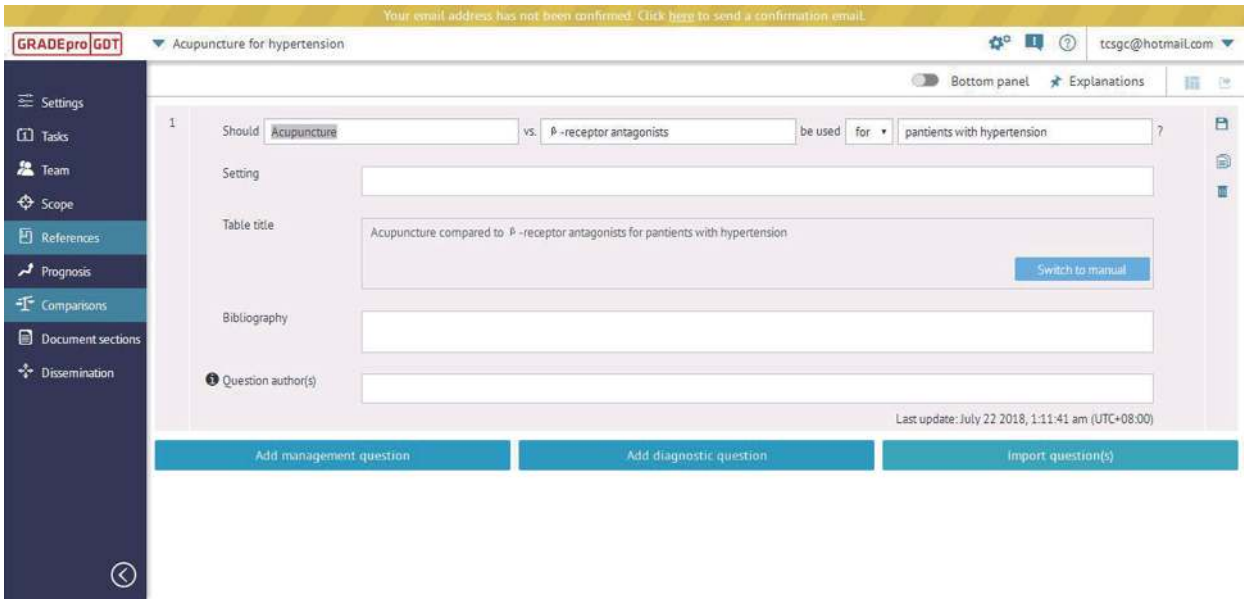 Your email address has not been confirmed. Click here to send a confirmation email.
GRADEpro GDT
Acupuncture for hypertension
tcsgc@hotmail.com
Bottom panel
Explanations
Settings
Tasks
Team
Scope
References
Prognosis
Comparisons
Document sections
Dissemination
1
Should Acupuncture vs. β-receptor antagonists be used for pantients with hypertension ?
Setting
Table title
Acupuncture compared to β-receptor antagonists for pantients with hypertension
Switch to manual
Bibliography
Question author(s)
Last update: July 22 2018, 1:11:41 am (UTC+08:00)
Add management question
Add diagnostic question
Import question(s)